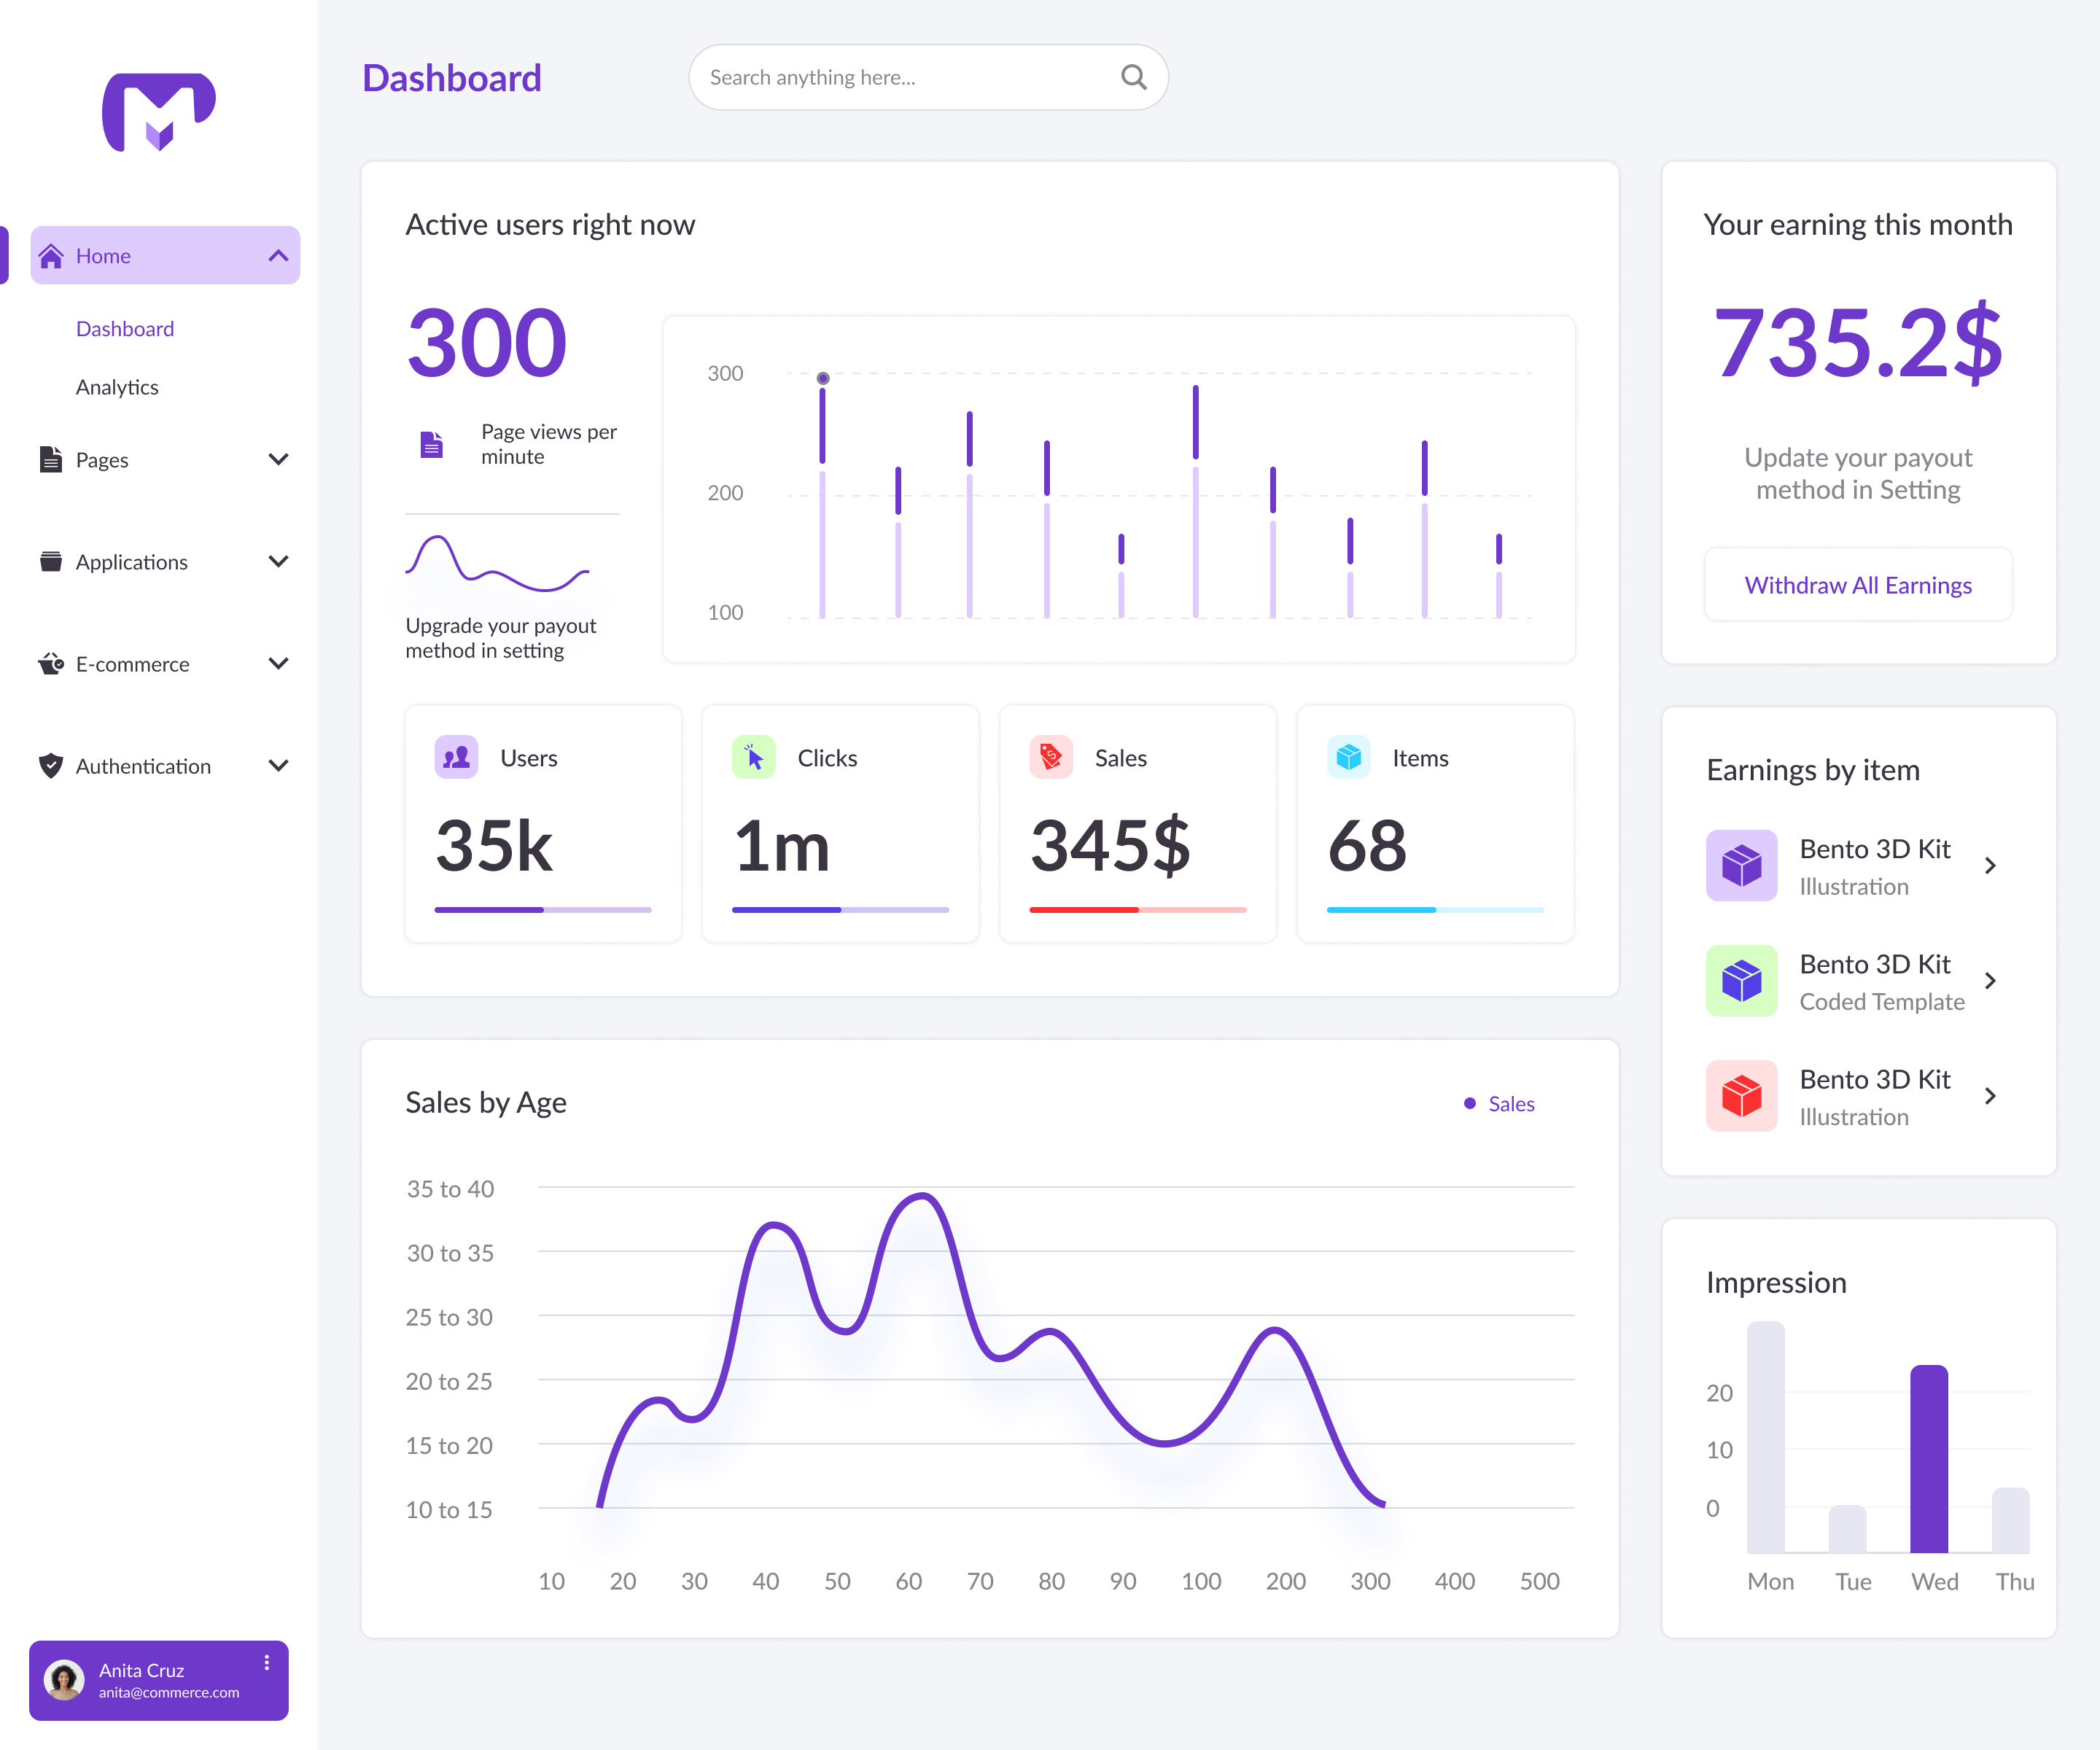 Dashboard
Search anything here...
Home
Dashboard
Analytics
Pages
Applications
E-commerce
Authentication
Anita Cruz
anita@commerce.com
Active users right now
300
Page views per
minute
Upgrade your payout
method in setting
300
200
100
Users
35k
Clicks
1m
Sales
345$
Items
68
Sales by Age
Sales
35 to 40
30 to 35
25 to 30
20 to 25
15 to 20
10 to 15
10 20 30 40 50 60 70 80 90 100 200 300 400 500
Your earning this month
735.2$
Update your payout
method in Setting
Withdraw All Earnings
Earnings by item
Bento 3D Kit
Illustration
Bento 3D Kit
Coded Template
Bento 3D Kit
Illustration
Impression
20
10
0
Mon Tue Wed Thu